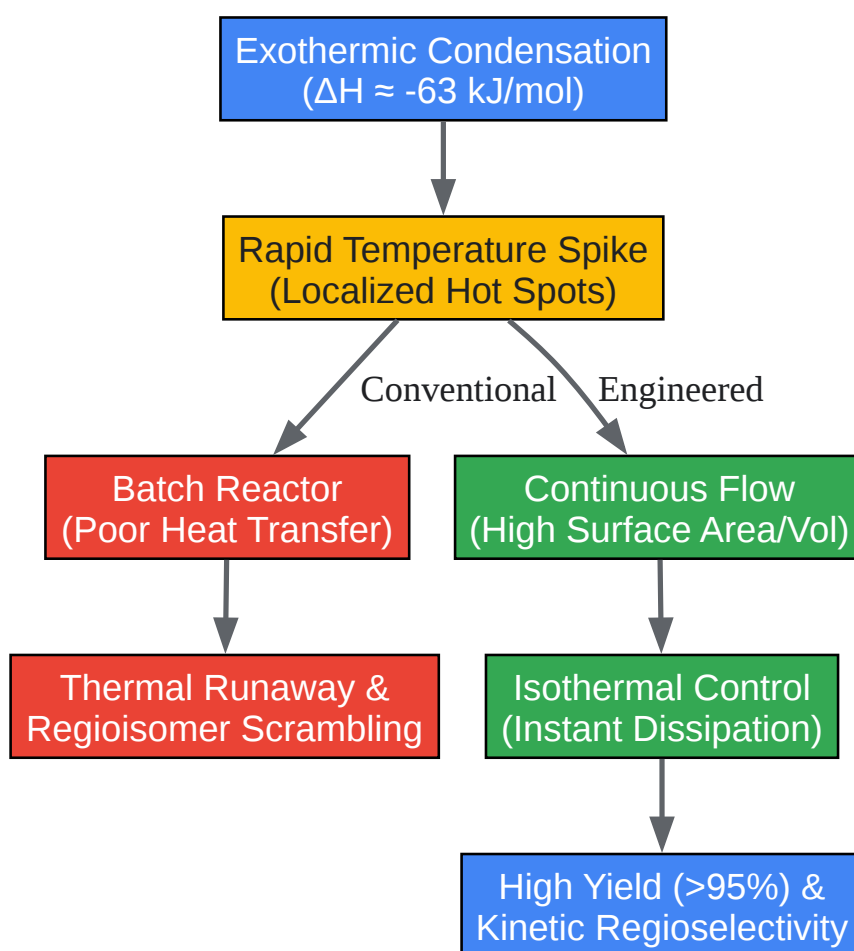 Exothermic Condensation
(ΔH ≈ -63 kJ/mol)
Rapid Temperature Spike
(Localized Hot Spots)
Conventional
Engineered
Batch Reactor
(Poor Heat Transfer)
Continuous Flow
(High Surface Area/Vol)
Thermal Runaway &
Regioisomer Scrambling
Isothermal Control
(Instant Dissipation)
High Yield (>95%) &
Kinetic Regioselectivity